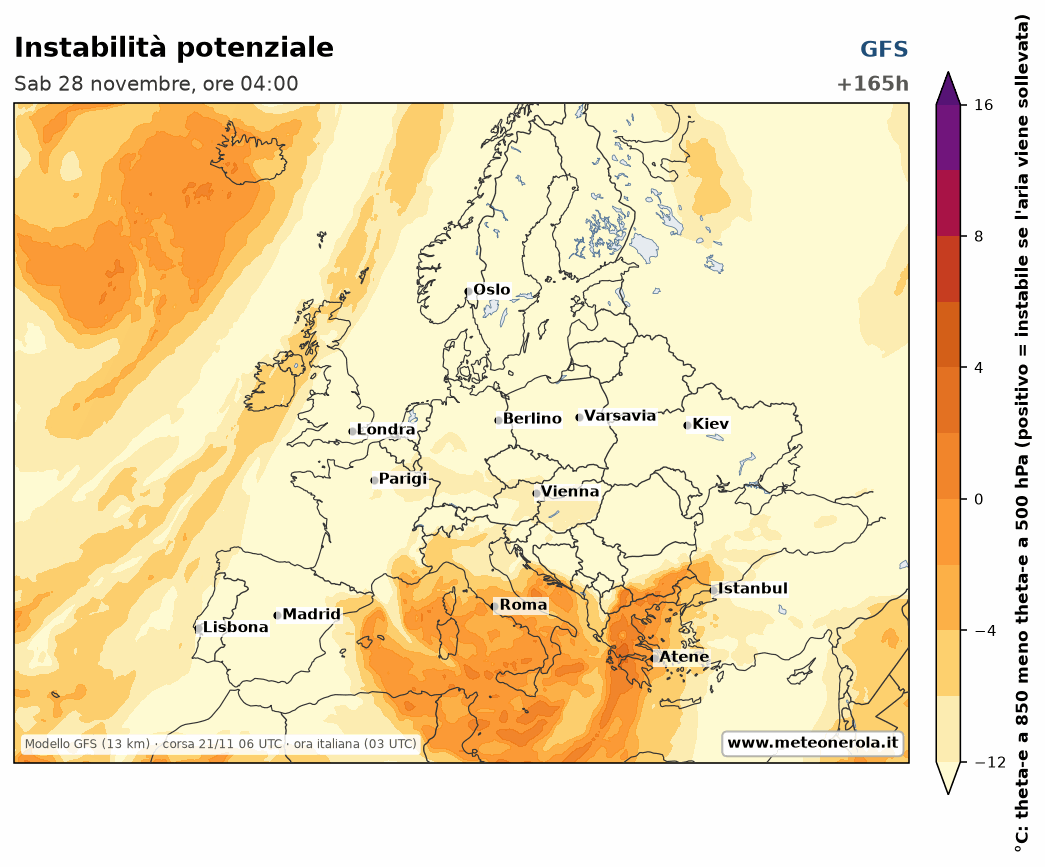 Instabilità potenziale
GFS
Sab 28 novembre, ore 04:00
+165h
16
8
4
0
−4
−12
°C: theta-e a 850 meno theta-e a 500 hPa (positivo = instabile se l'aria viene sollevata)
Oslo
Berlino
Varsavia
Kiev
Londra
Parigi
Vienna
Istanbul
Roma
Madrid
Lisbona
Atene
Modello GFS (13 km) · corsa 21/11 06 UTC · ora italiana (03 UTC)
www.meteonerola.it